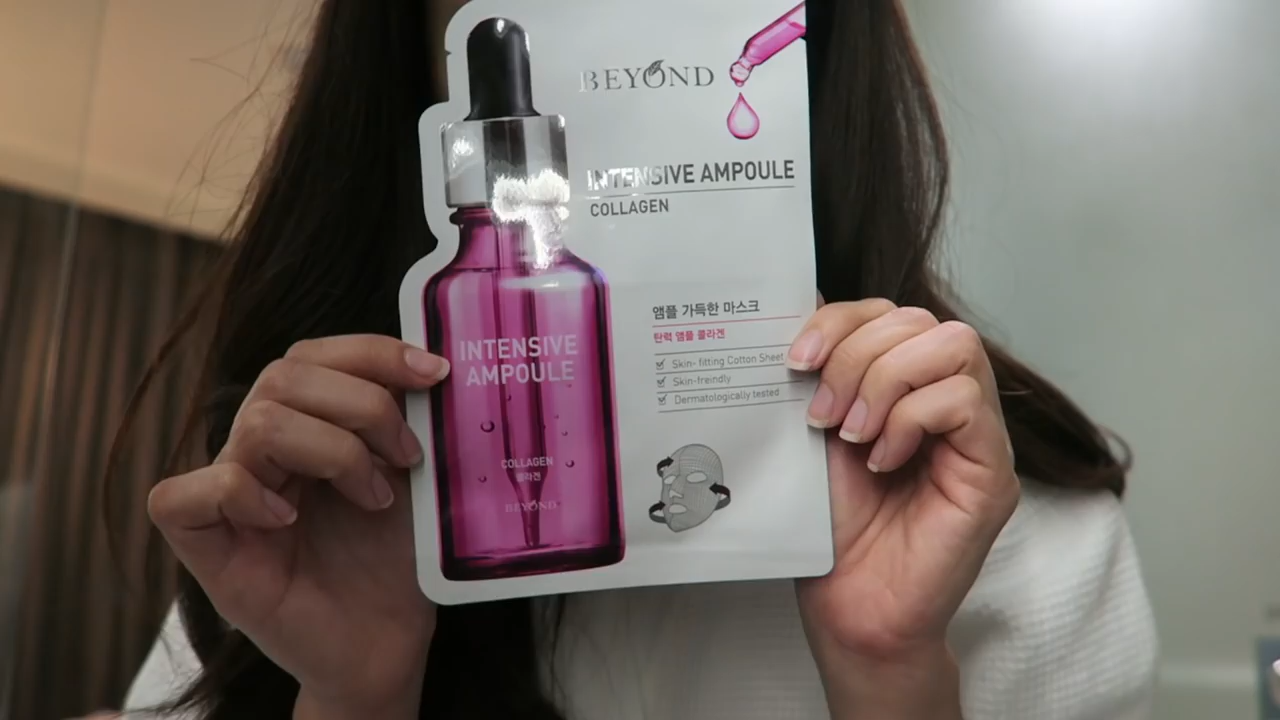 BEYOND
INTENSIVE AMPOULE
COLLAGEN
앰플 가득한 마스크
탄력 앰플 콜라겐
Skin-fitting Cotton Sheet
Skin-freindly
Dermatologically tested
INTENSIVE
AMPOULE
COLLAGEN
콜라겐
BEYOND